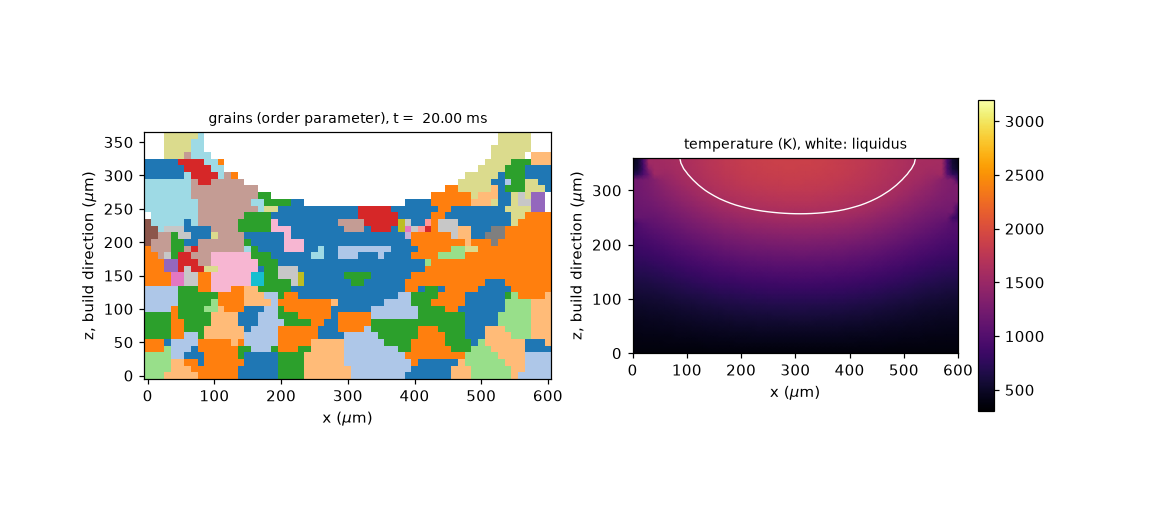 grains (order parameter), t =  20.00 ms
350
300
250
200
150
100
50
0
0 100 200 300 400 500 600
z, build direction (μm)
x (μm)
temperature (K), white: liquidus
300
200
100
0
0 100 200 300 400 500 600
z, build direction (μm)
x (μm)
3000
2500
2000
1500
1000
500